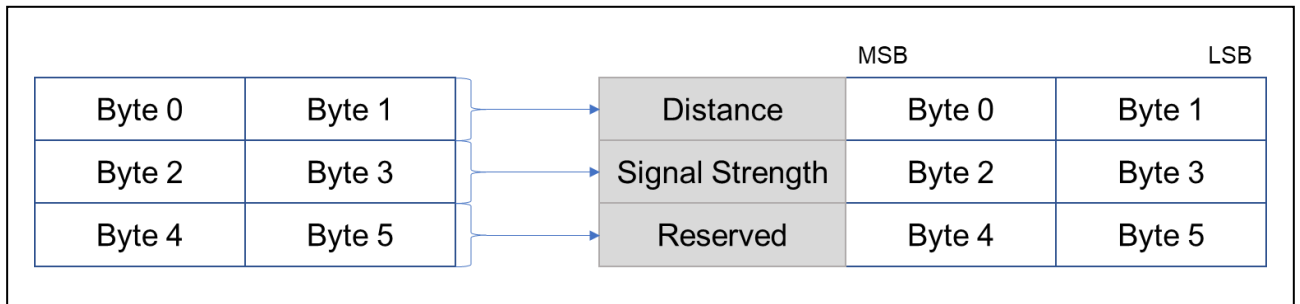 MSB LSB
Byte 0 Byte 1 Distance Byte 0 Byte 1
Byte 2 Byte 3 Signal Strength Byte 2 Byte 3
Byte 4 Byte 5 Reserved Byte 4 Byte 5